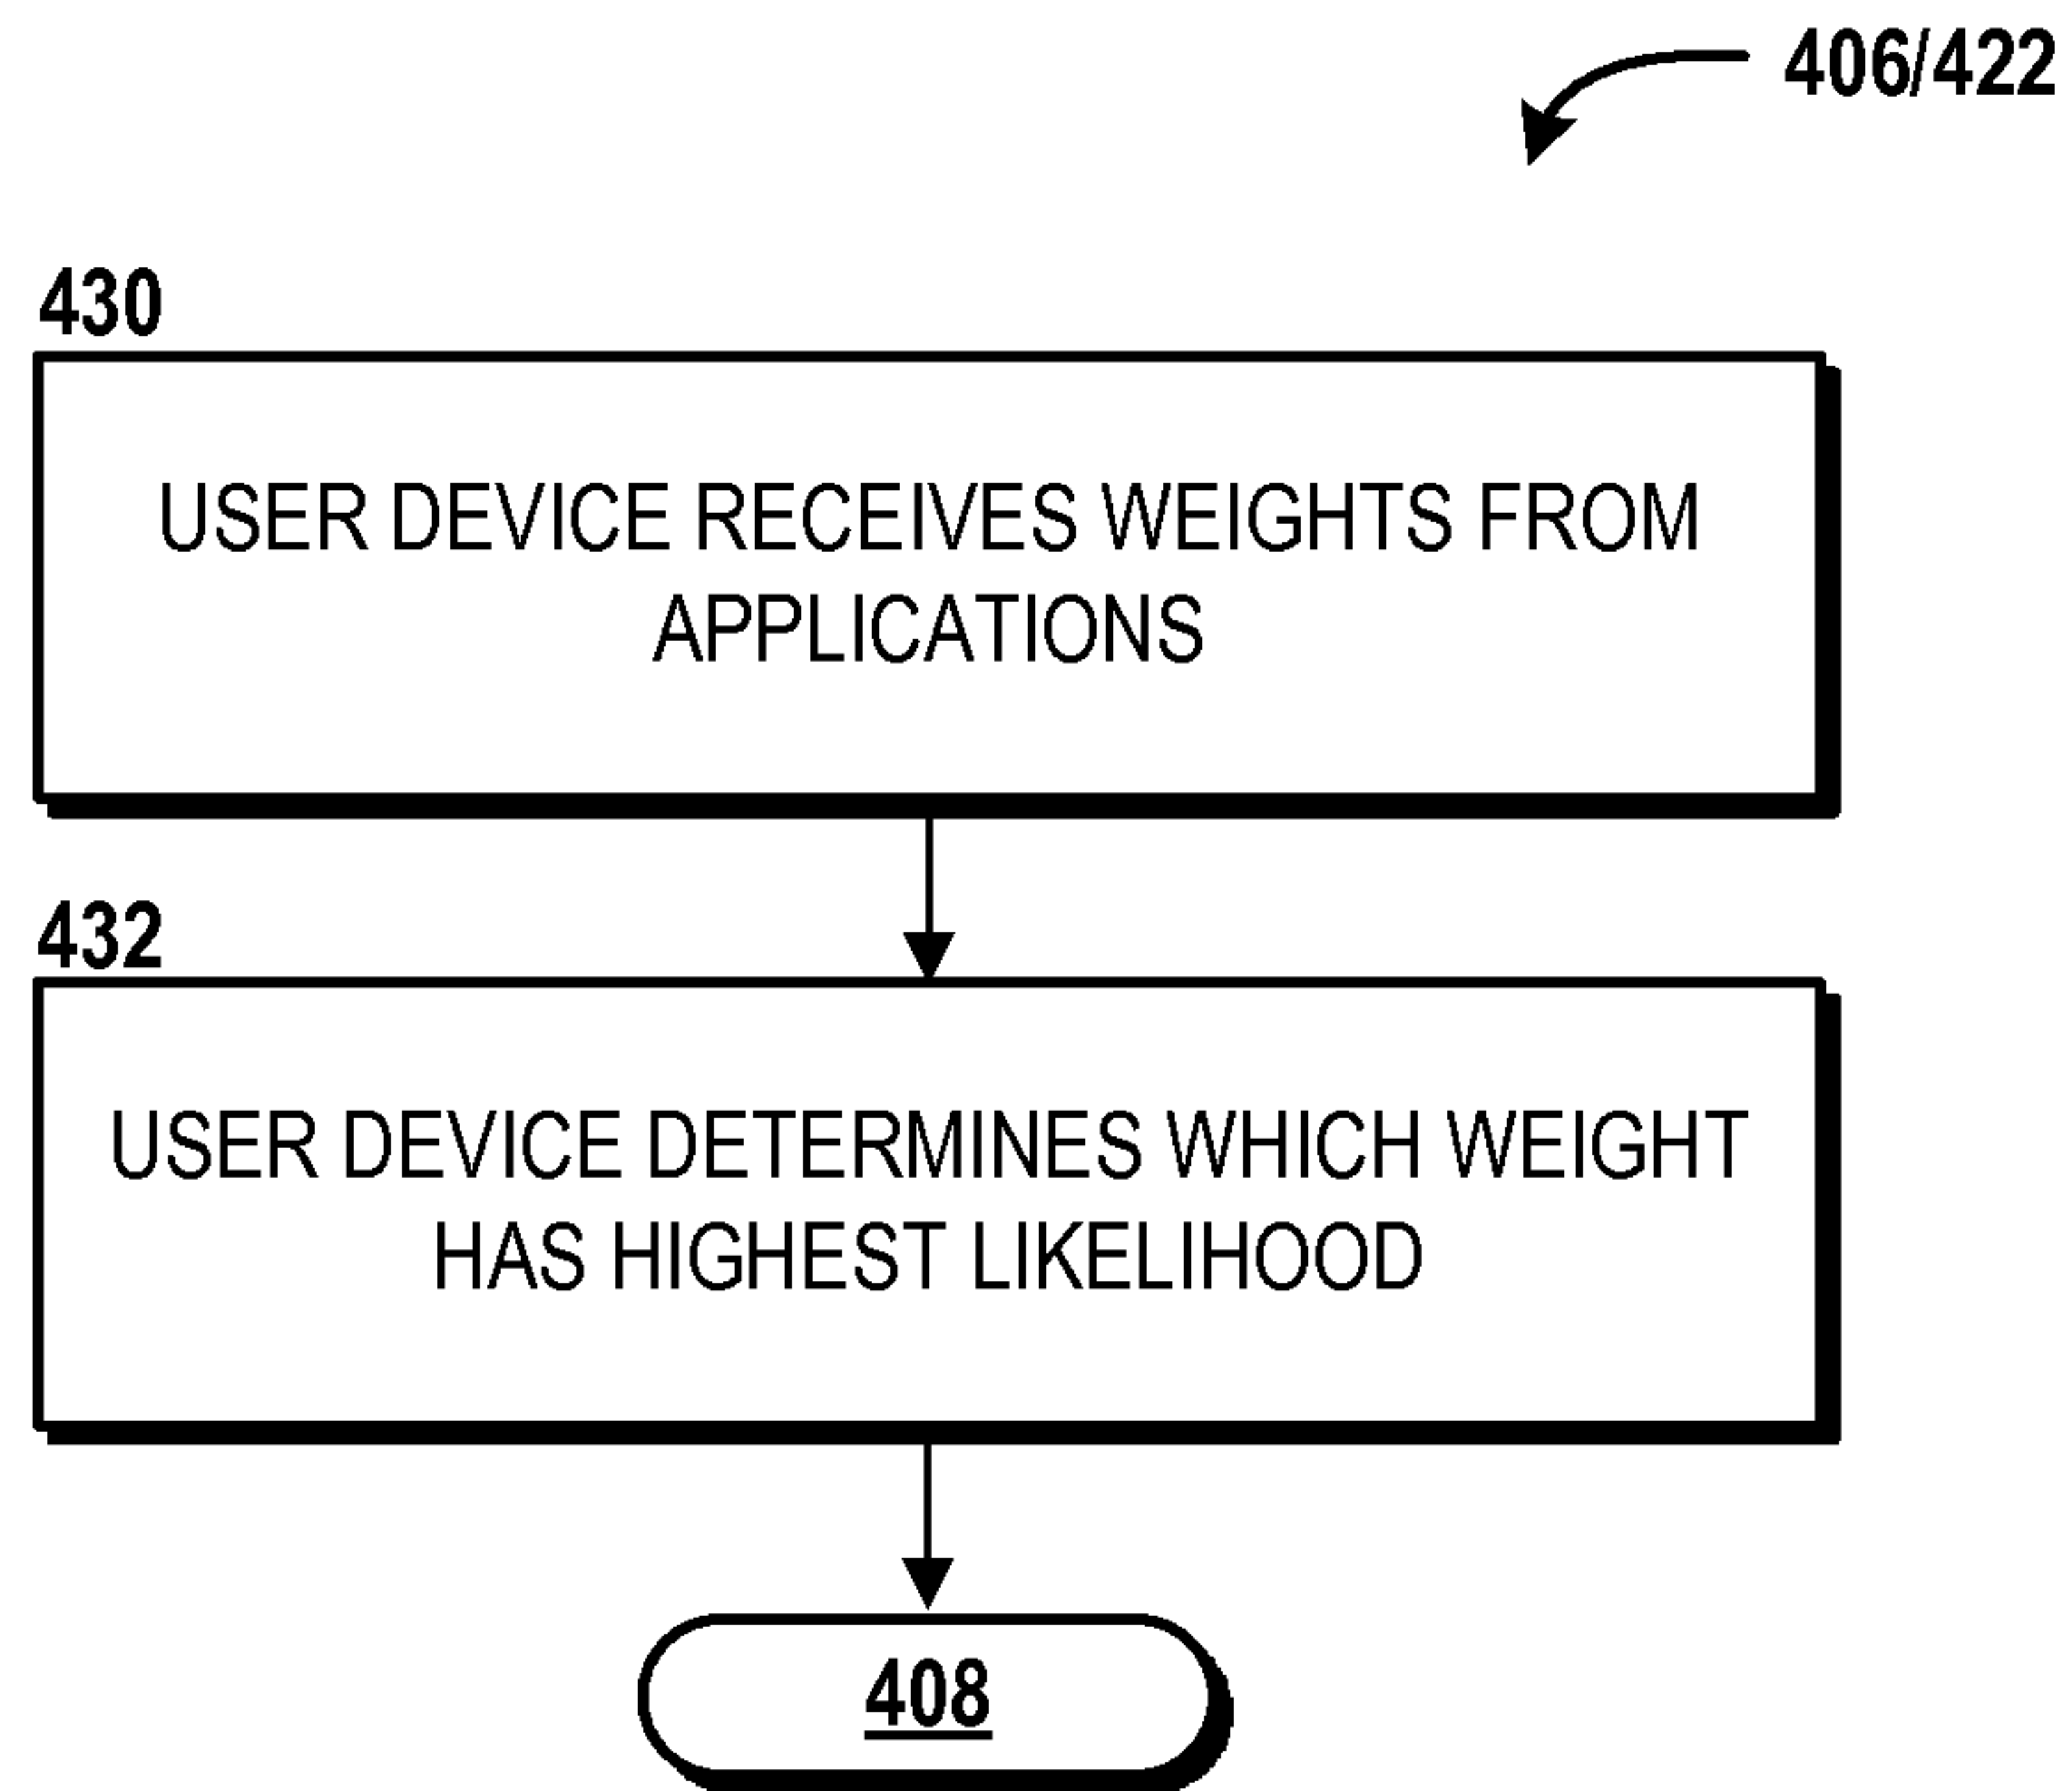 406/422
430
USER DEVICE RECEIVES WEIGHTS FROM
APPLICATIONS
432
USER DEVICE DETERMINES WHICH WEIGHT
HAS HIGHEST LIKELIHOOD
408